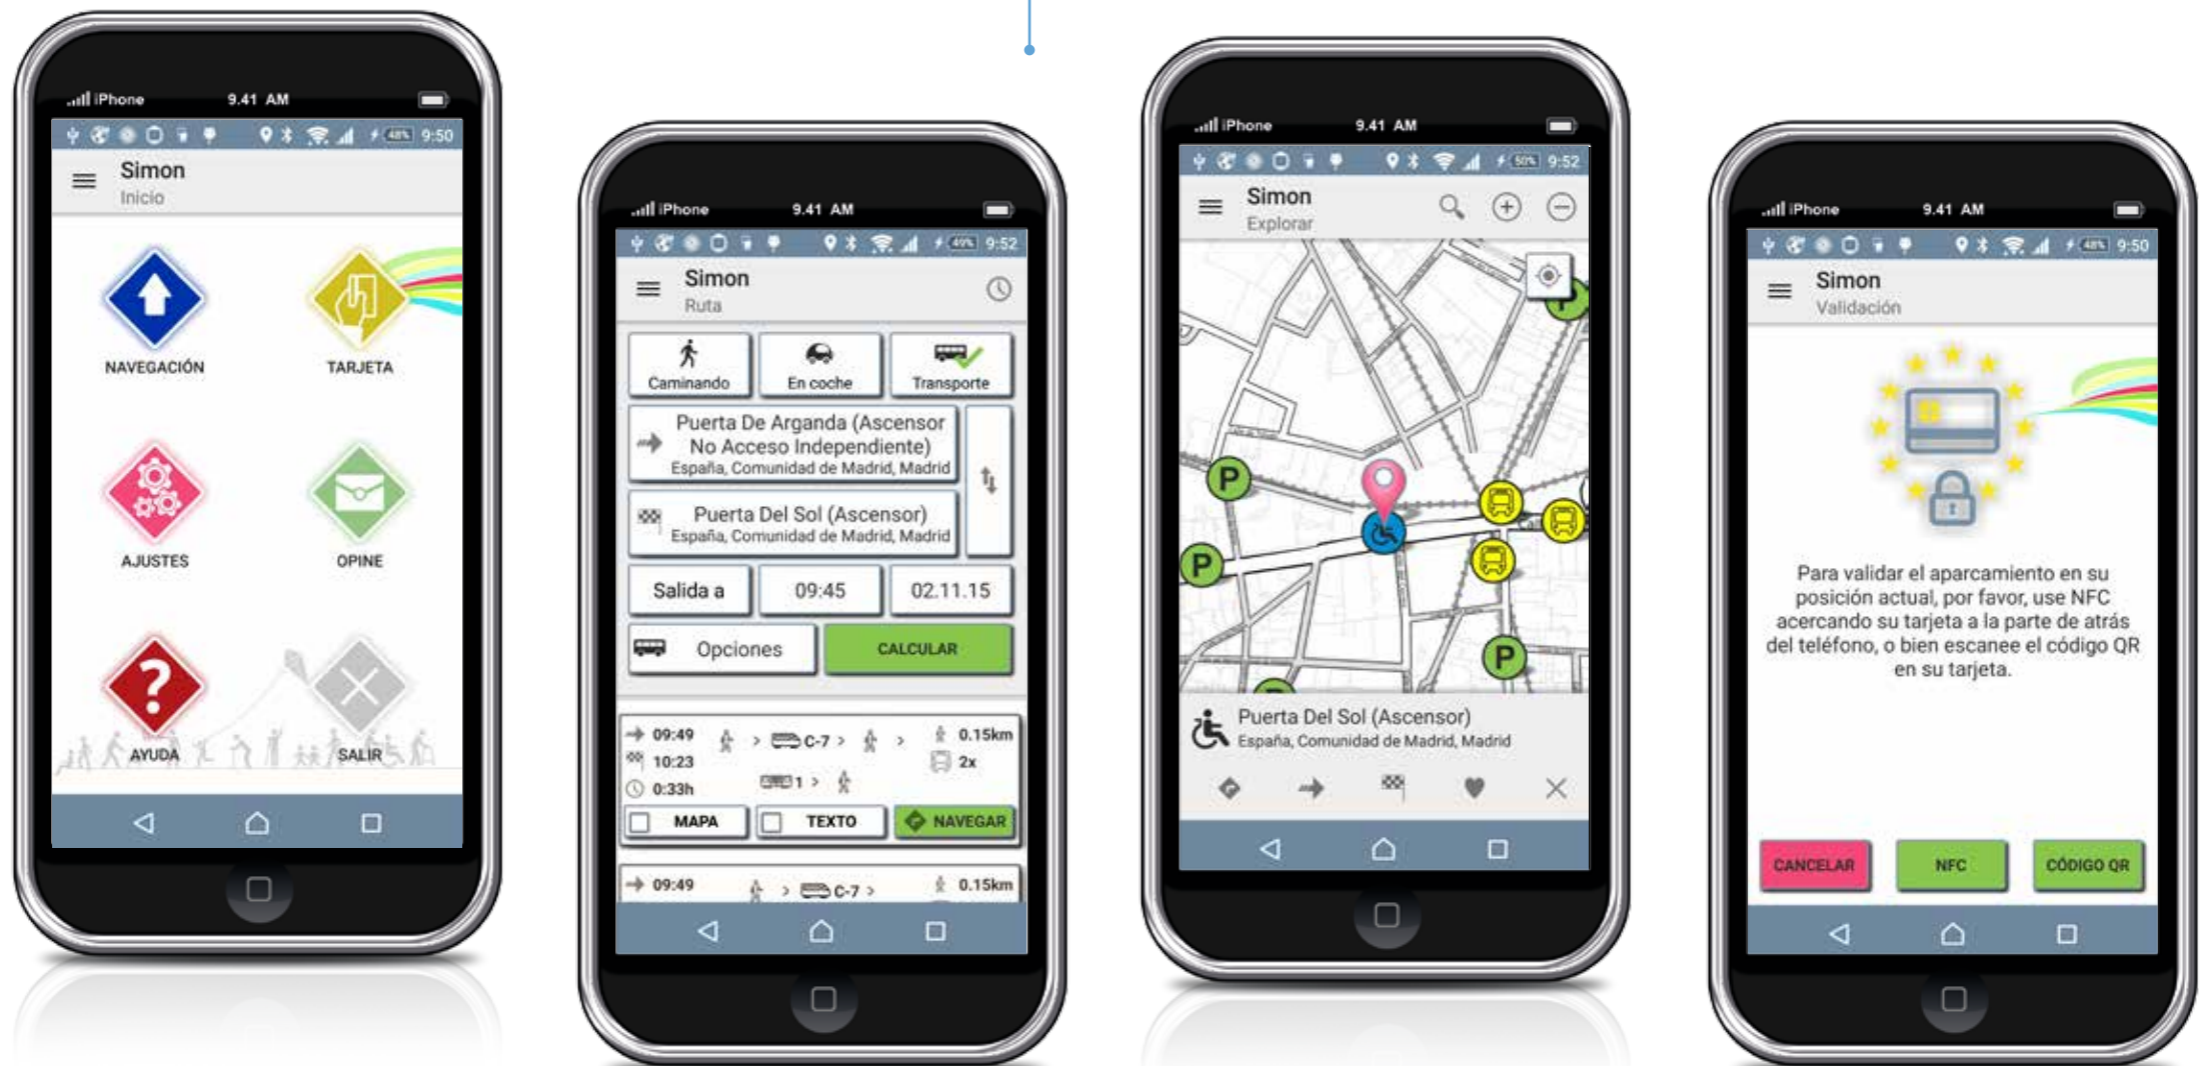 iPhone 9.41 AM
48% 9:50
Simon
Inicio
NAVEGACIÓN TARJETA
AJUSTES OPINE
AYUDA SALIR
iPhone 9.41 AM
49% 9:52
Simon
Ruta
Caminando En coche Transporte
Puerta De Arganda (Ascensor
No Acceso Independiente)
España, Comunidad de Madrid, Madrid
Puerta Del Sol (Ascensor)
España, Comunidad de Madrid, Madrid
Salida a 09:45 02.11.15
Opciones CALCULAR
09:49 > C-7 > > 0.15km
10:23 1 > 2x
0:33h
MAPA TEXTO NAVEGAR
09:49 > C-7 > 0.15km
iPhone 9.41 AM
50% 9:52
Simon
Explorar
P
P
P
P
P
Puerta Del Sol (Ascensor)
España, Comunidad de Madrid, Madrid
iPhone 9.41 AM
48% 9:50
Simon
Validación
Para validar el aparcamiento en su
posición actual, por favor, use NFC
acercando su tarjeta a la parte de atrás
del teléfono, o bien escanee el código QR
en su tarjeta.
CANCELAR NFC CÓDIGO QR